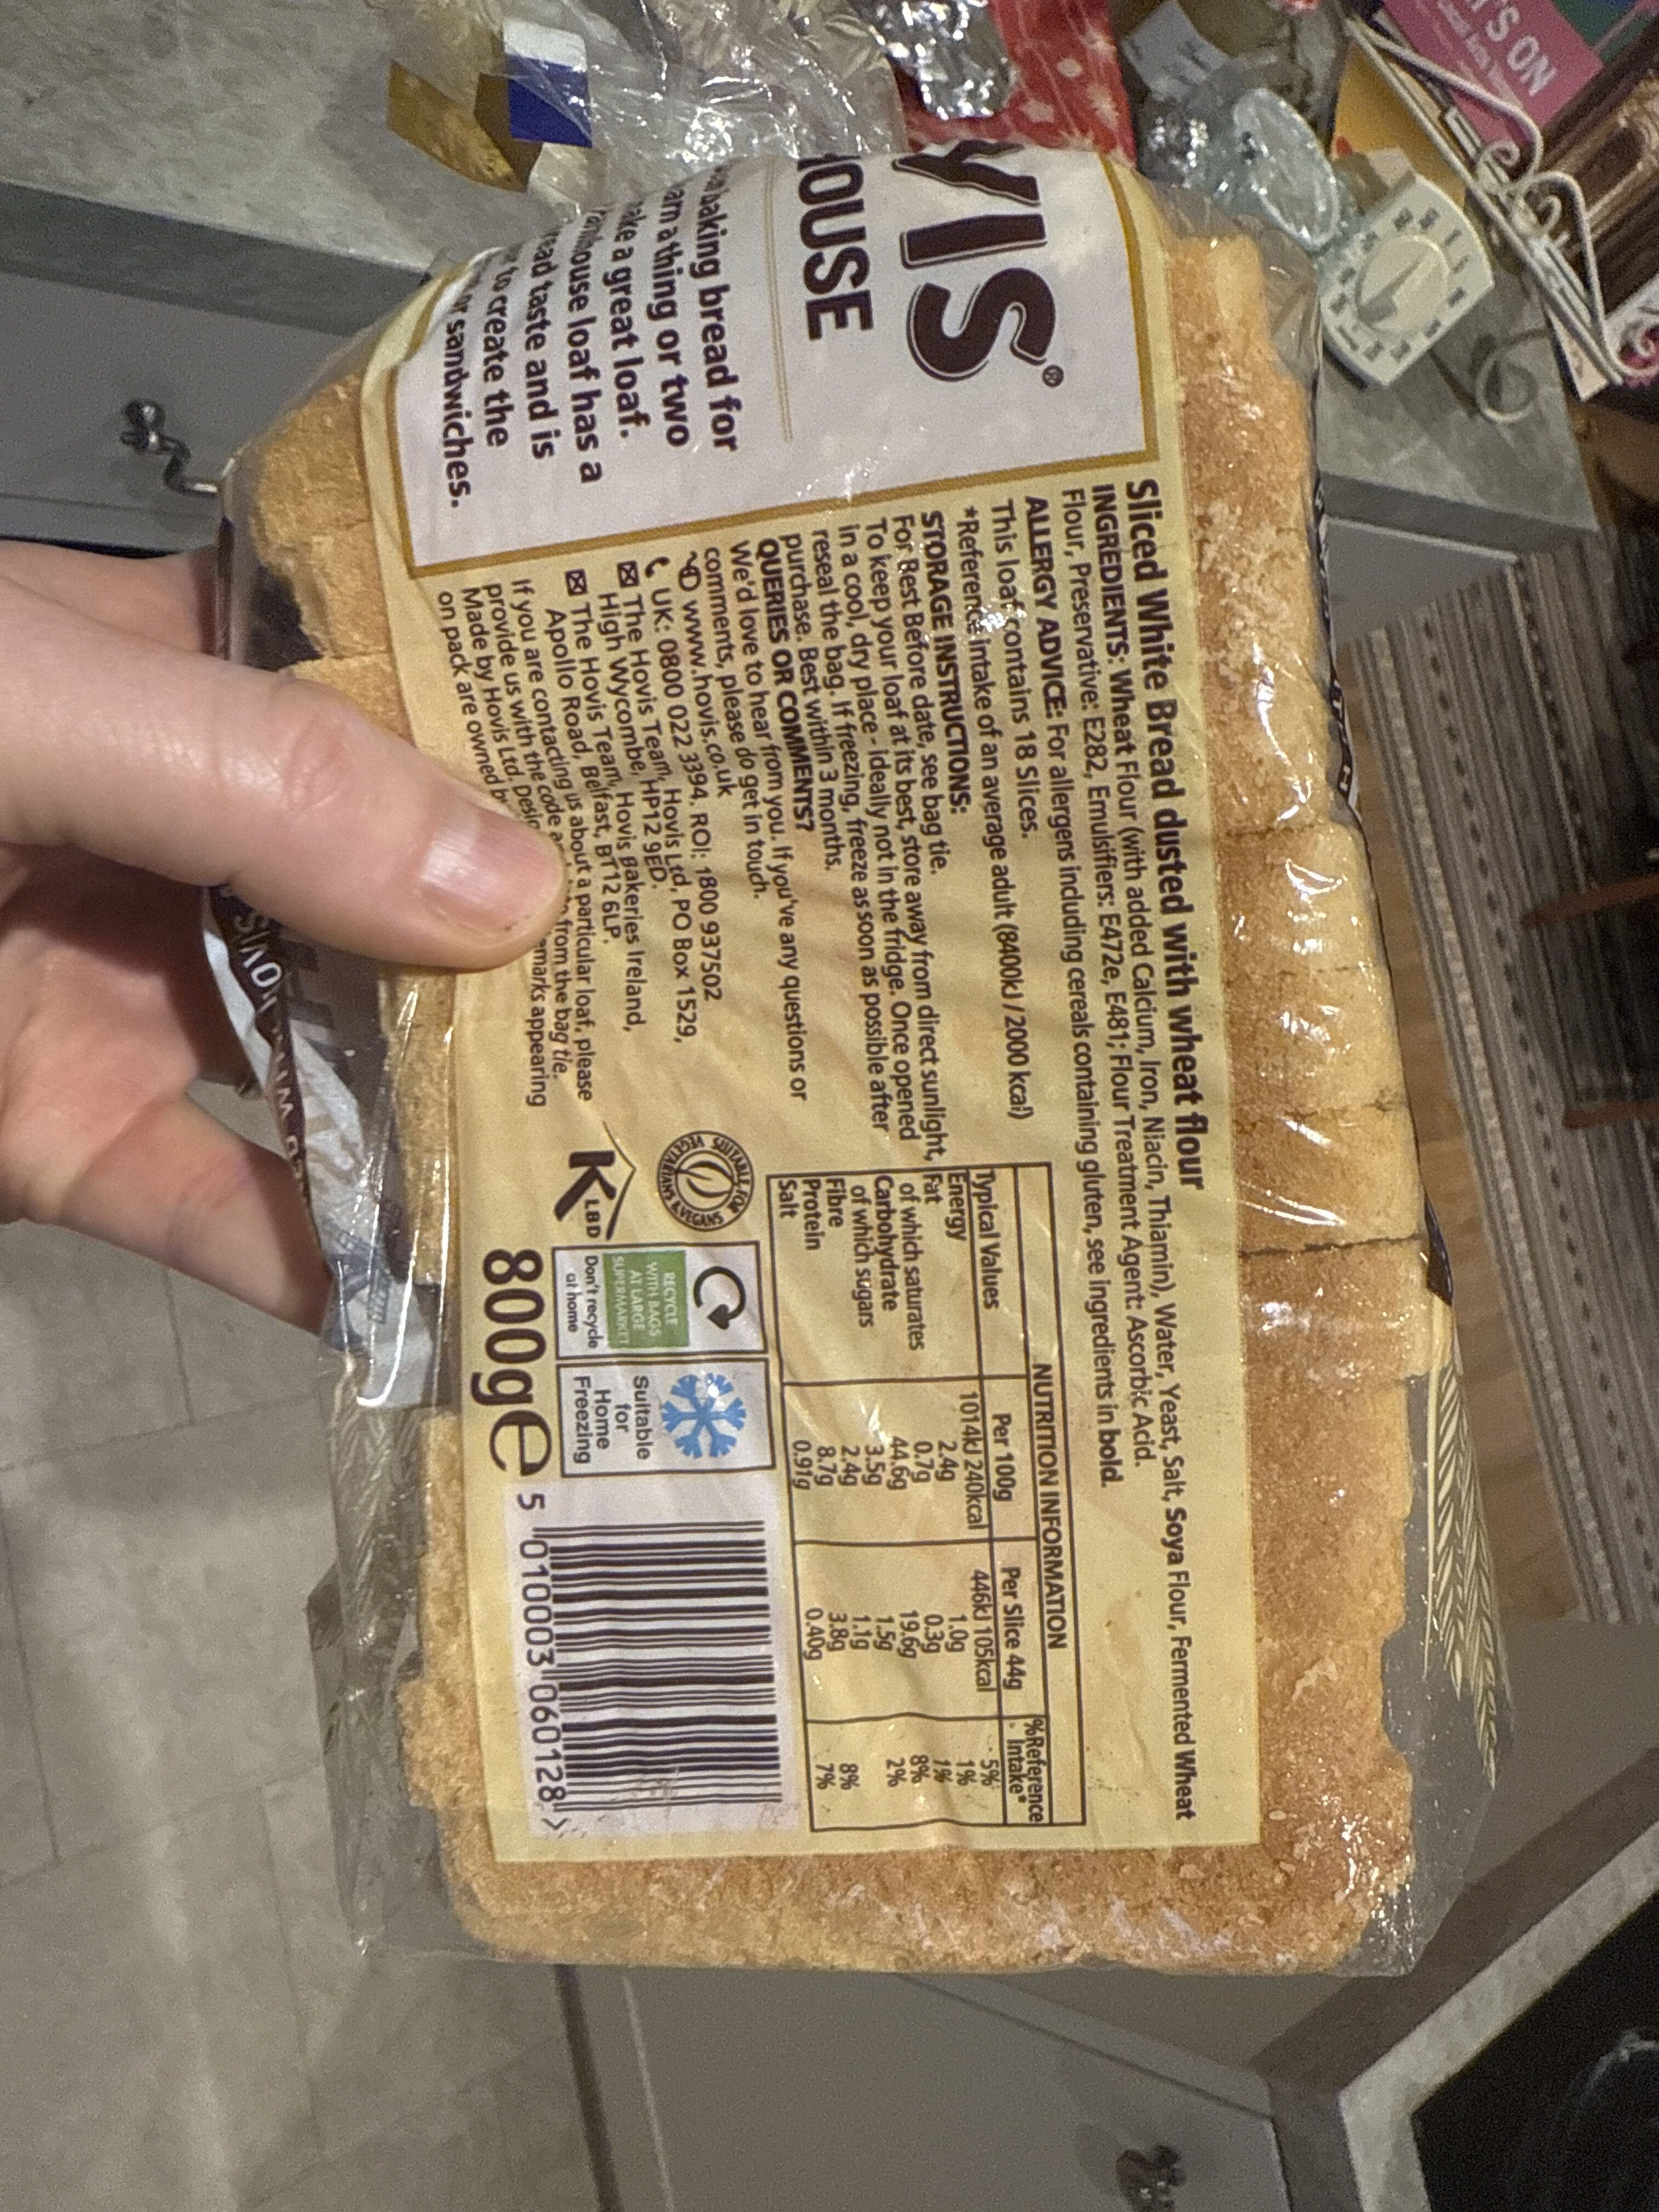 VIS®
OUSE
baking bread for
a thing or two
make a great loaf.
house loaf has a
taste and is
to create the
or sandwiches.
Sliced White Bread dusted with wheat flour
INGREDIENTS: Wheat Flour (with added Calcium, Iron, Niacin, Thiamin), Water, Yeast, Salt, Soya Flour, Fermented Wheat
Flour, Preservative: E282, Emulsifiers: E472e, E481; Flour Treatment Agent: Ascorbic Acid.
ALLERGY ADVICE: For allergens including cereals containing gluten, see ingredients in bold.
This loaf contains 18 Slices.
*Reference intake of an average adult (8400kJ / 2000 kcal)
STORAGE INSTRUCTIONS:
For Best Before date, see bag tie.
To keep your loaf at its best, store away from direct sunlight,
in a cool, dry place - ideally not in the fridge. Once opened
reseal the bag. If freezing, freeze as soon as possible after
purchase. Best within 3 months.
QUERIES OR COMMENTS?
We'd love to hear from you. If you've any questions or
comments, please do get in touch.
www.hovis.co.uk
UK: 0800 022 3394. ROI: 1800 937502
The Hovis Team, Hovis Ltd, PO Box 1529,
High Wycombe, HP12 9ED.
The Hovis Team, Hovis Bakeries Ireland,
Apollo Road, Belfast, BT12 6LP.
If you are contacting us about a particular loaf, please
provide us with the code from the bag tie.
Made by Hovis Ltd. appearing
on pack are owned
NUTRITION INFORMATION
Typical Values Per 100g Per Slice 44g %Reference Intake*
Energy 1014kJ 240kcal 446kJ 105kcal 5%
Fat 2.4g 1.0g 1%
of which saturates 0.7g 0.3g 1%
Carbohydrate 44.6g 19.6g 8%
of which sugars 3.5g 1.5g 2%
Fibre 2.4g 1.1g
Protein 8.7g 3.8g 8%
Salt 0.91g 0.40g 7%
SUITABLE FOR
VEGETARIANS & VEGANS
KLBD
RECYCLE
WITH BAGS
AT LARGE
SUPERMARKET
Don't recycle
at home
Suitable
for
Home
Freezing
800g e
5 010003 060128 >
HOVIS
'S ON